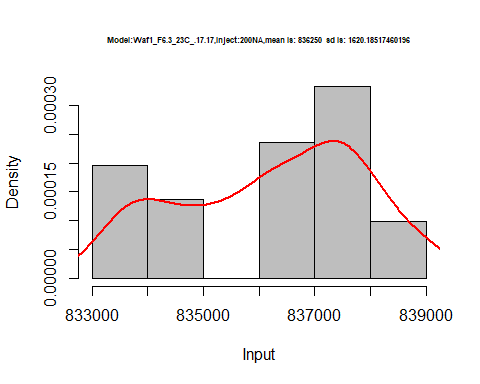 Model:Waf1_F6.3_23C_.17.17,Inject:200NA,mean is: 836250 sd is: 1620.18517460196
Density
0.00030
0.00015
0.00000
833000 835000 837000 839000
Input